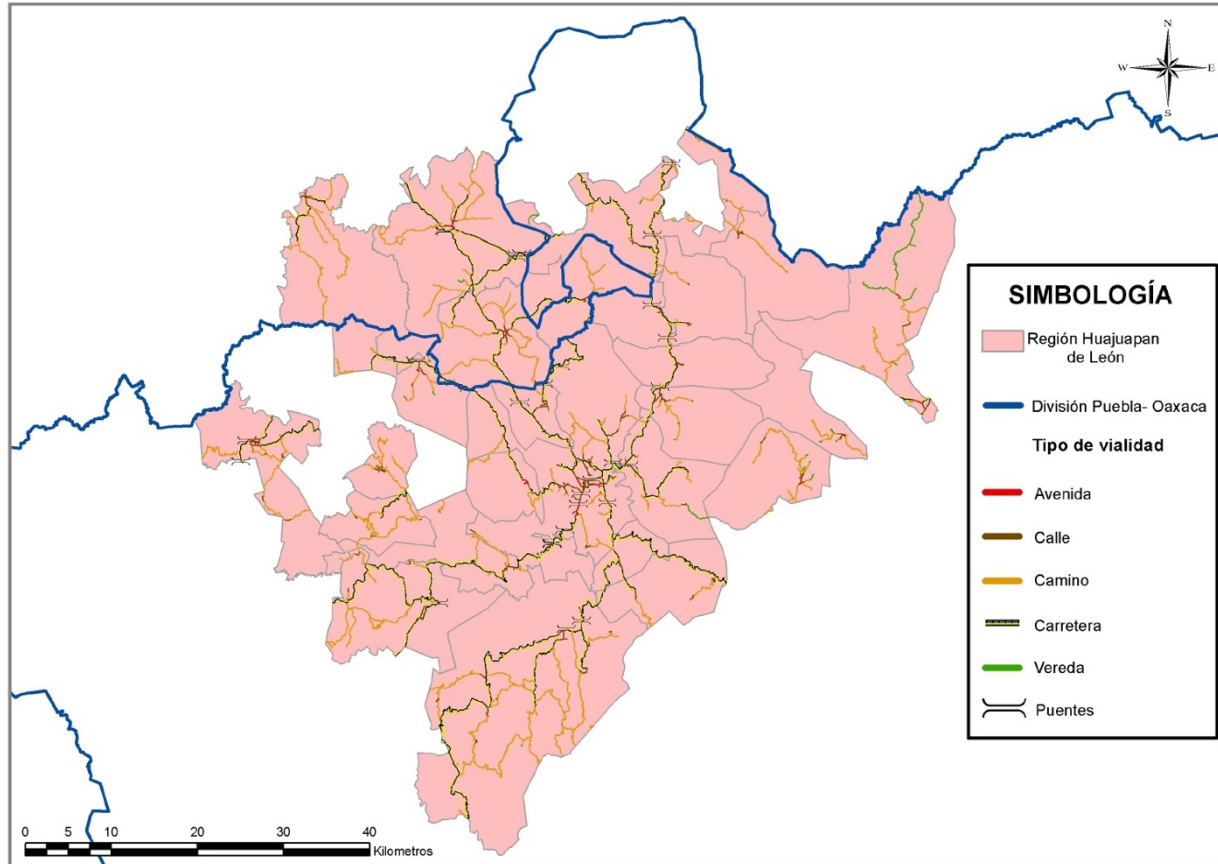 N
W E
S
SIMBOLOGÍA
Región Huajuapan
de León
División Puebla- Oaxaca
Tipo de vialidad
Avenida
Calle
Camino
Carretera
Vereda
Puentes
0 5 10 20 30 40
Kilometros